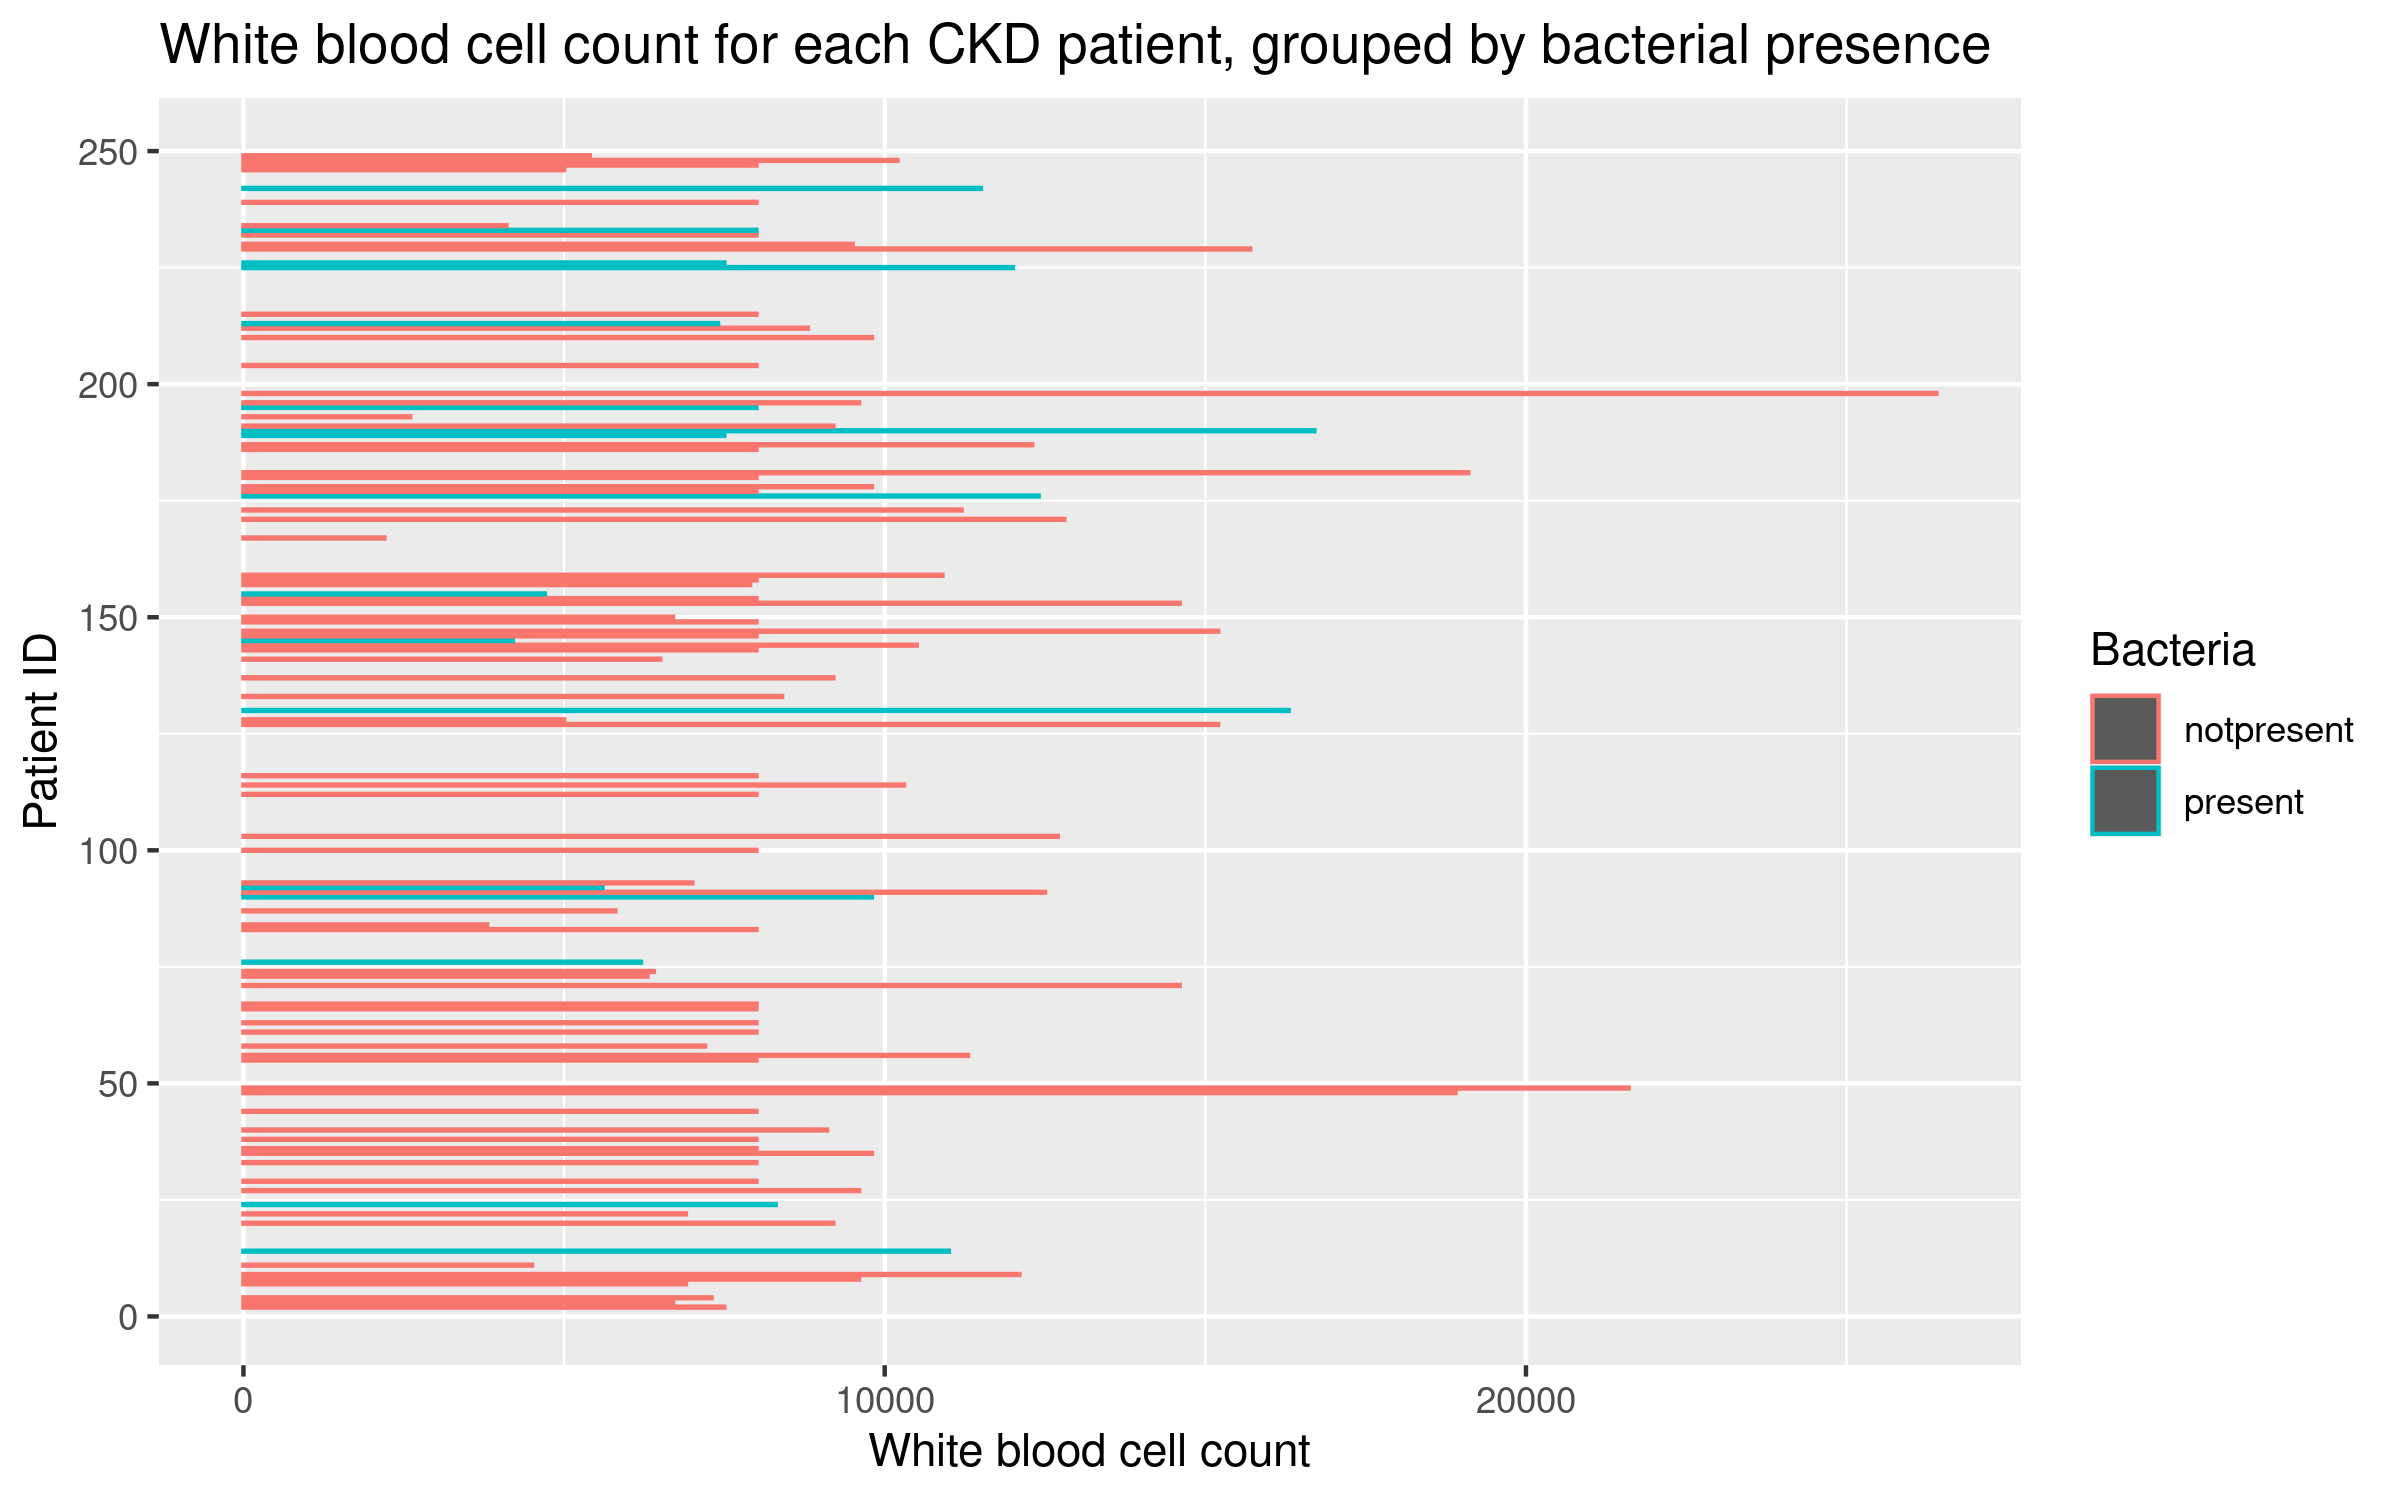 White blood cell count for each CKD patient, grouped by bacterial presence
250
200
150
100
50
0
Patient ID
0 10000 20000
White blood cell count
Bacteria
notpresent
present